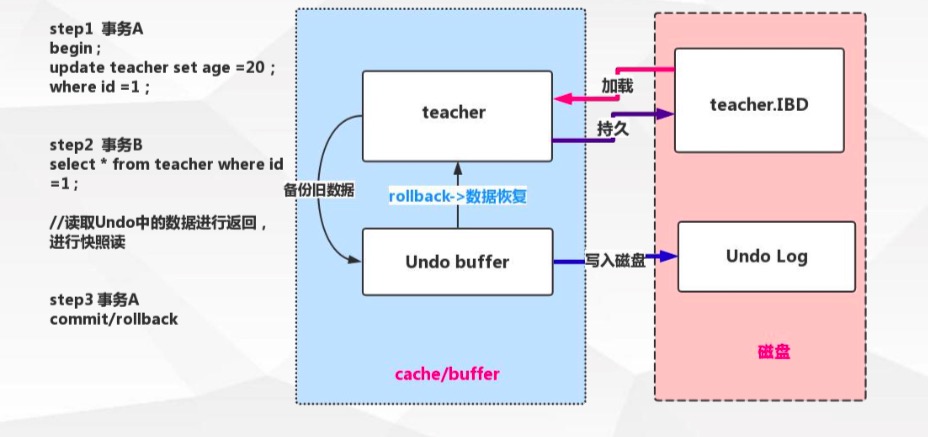 step1 事务A
begin ;
update teacher set age =20 ;
where id =1 ;
step2 事务B
select * from teacher where id
=1 ;
//读取Undo中的数据进行返回，
进行快照读
step3 事务A
commit/rollback
teacher
加载
持久
teacher.IBD
备份旧数据
rollback->数据恢复
Undo buffer
写入磁盘
Undo Log
cache/buffer
磁盘